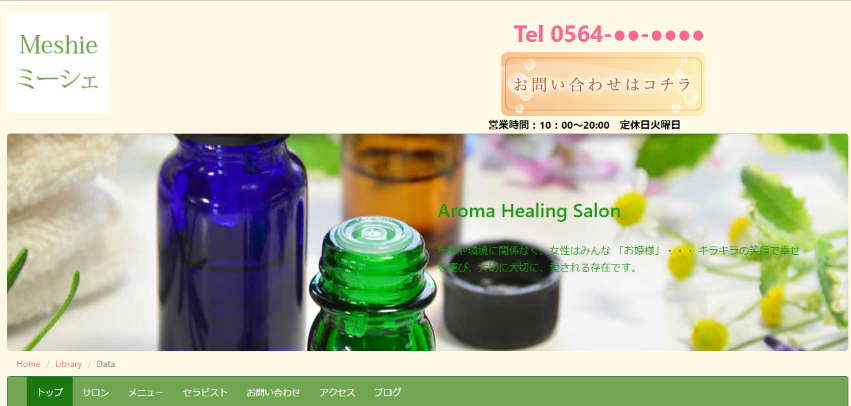 Meshie
ミーシェ
Tel 0564-●●-●●●●
お問い合わせはコチラ
営業時間：10：00～20:00　定休日火曜日
Aroma Healing Salon
や環境に関係なく、女性はみんな 「お姫様」・・・ キラキラの笑顔で幸せ
を運び、大切に大切に、愛される存在です。
Home / Library / Data
トップ サロン メニュー セラピスト お問い合わせ アクセス ブログ